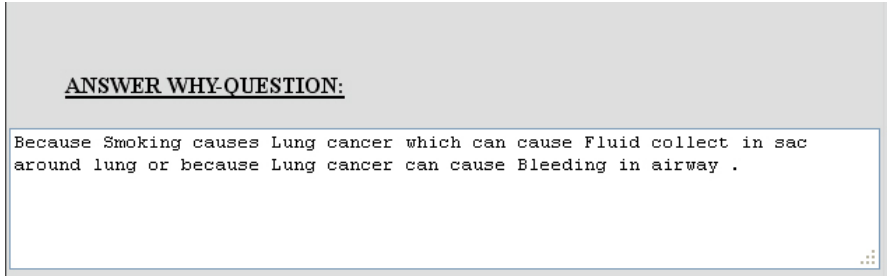 ANSWER WHY-QUESTION:
Because Smoking causes Lung cancer which can cause Fluid collect in sac
around lung or because Lung cancer can cause Bleeding in airway .